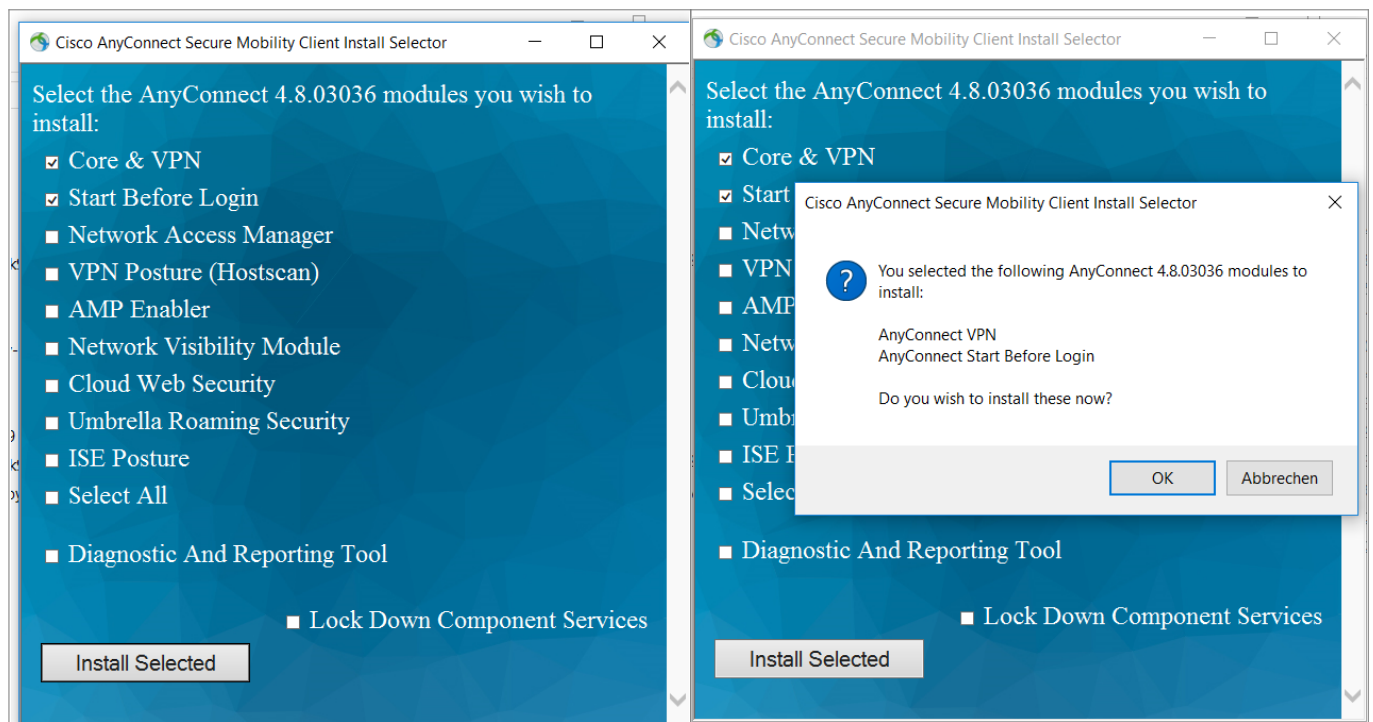 Cisco AnyConnect Secure Mobility Client Install Selector
Select the AnyConnect 4.8.03036 modules you wish to
install:
Core & VPN
Start Before Login
Network Access Manager
VPN Posture (Hostscan)
AMP Enabler
Network Visibility Module
Cloud Web Security
Umbrella Roaming Security
ISE Posture
Select All
Diagnostic And Reporting Tool
Lock Down Component Services
Install Selected
Cisco AnyConnect Secure Mobility Client Install Selector
Select the AnyConnect 4.8.03036 modules you wish to
install:
Core & VPN
Start
Netw
VPN
AMP
Netw
Clou
Umb
ISE
Selec
Diagnostic And Reporting Tool
Lock Down Component Services
Install Selected
Cisco AnyConnect Secure Mobility Client Install Selector
You selected the following AnyConnect 4.8.03036 modules to
install:
AnyConnect VPN
AnyConnect Start Before Login
Do you wish to install these now?
OK
Abbrechen